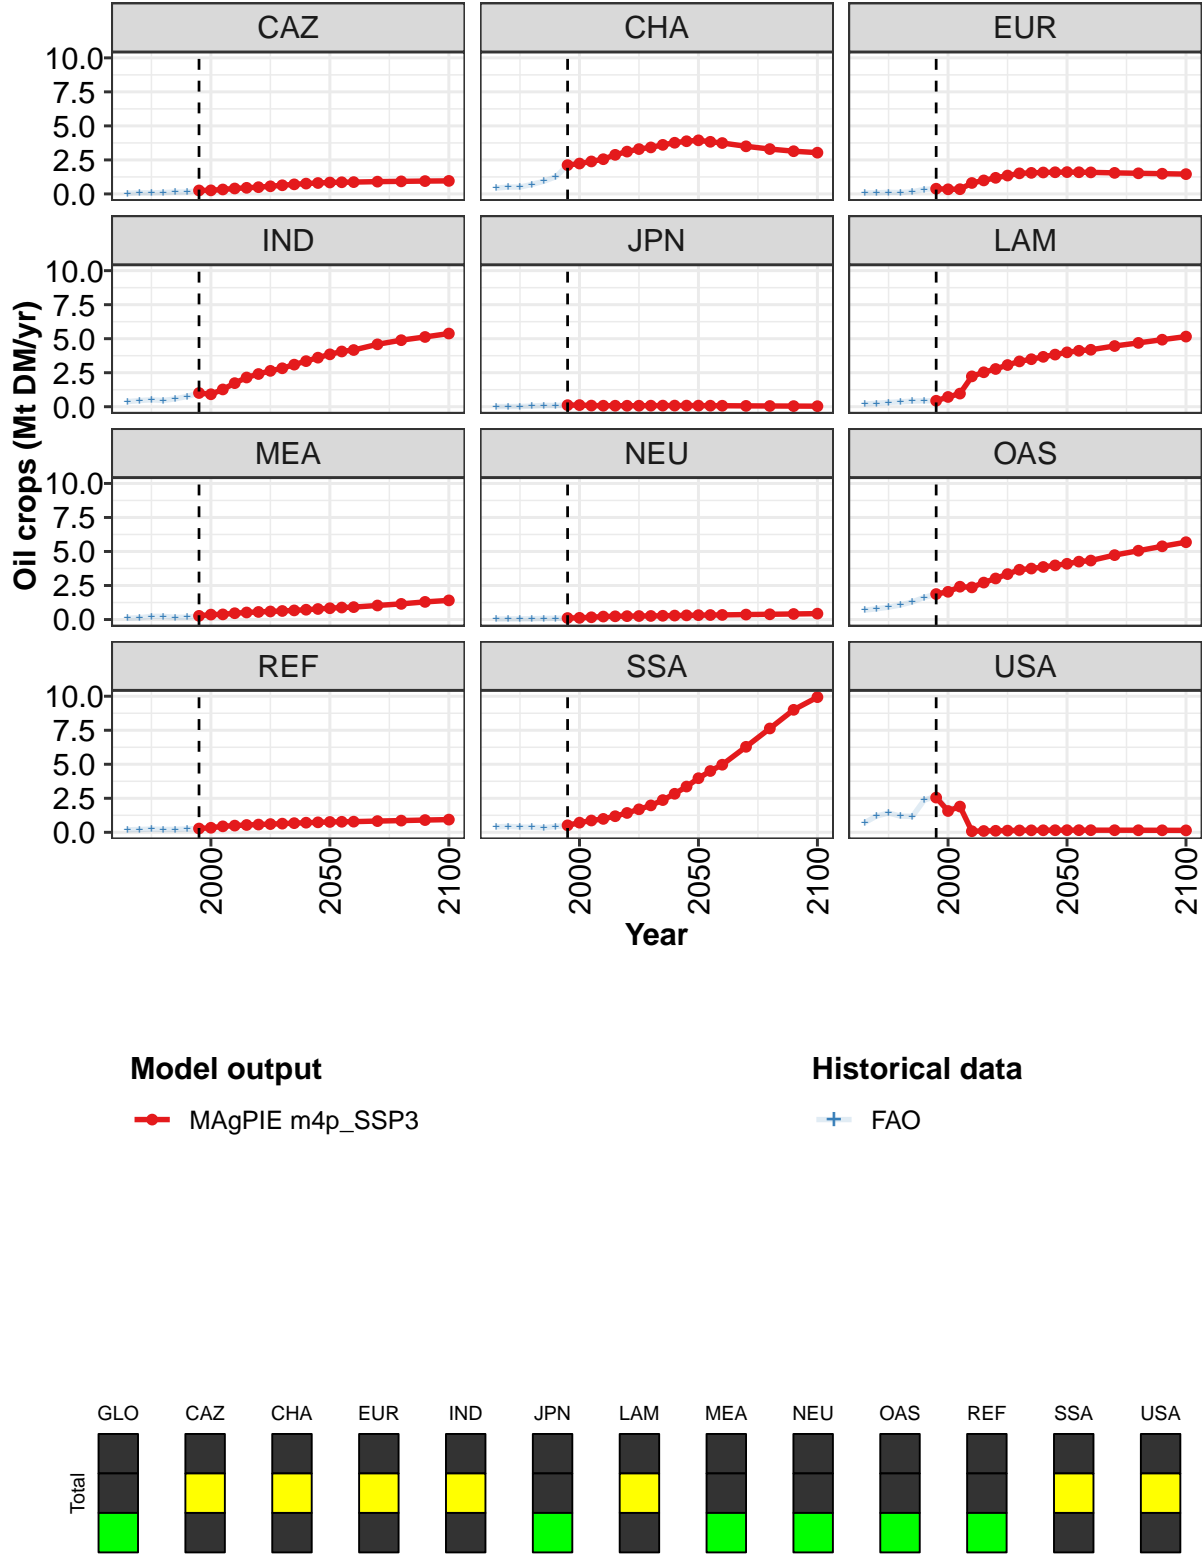 CAZ CHA EUR
10.0
7.5
5.0
2.5
0.0
IND JPN LAM
10.0
7.5
5.0
2.5
0.0
MEA NEU OAS
10.0
7.5
5.0
2.5
0.0
REF SSA USA
10.0
7.5
5.0
2.5
0.0
Oil crops (Mt DM/yr)
2000 2050 2100 2000 2050 2100 2000 2050 2100
Year
Model output Historical data
MAgPIE m4p_SSP3 FAO
GLO CAZ CHA EUR IND JPN LAM MEA NEU OAS REF SSA USA
Total